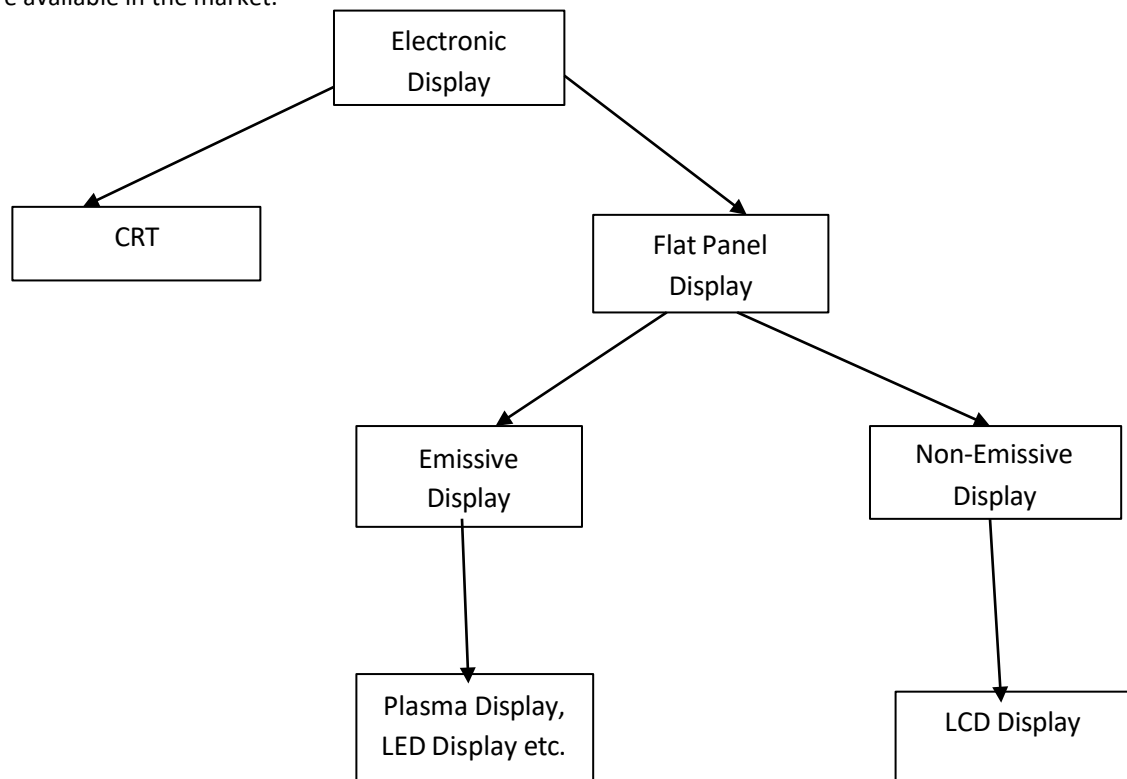 e available in the market.
Electronic
Display
CRT
Flat Panel
Display
Emissive
Display
Non-Emissive
Display
Plasma Display,
LED Display etc.
LCD Display